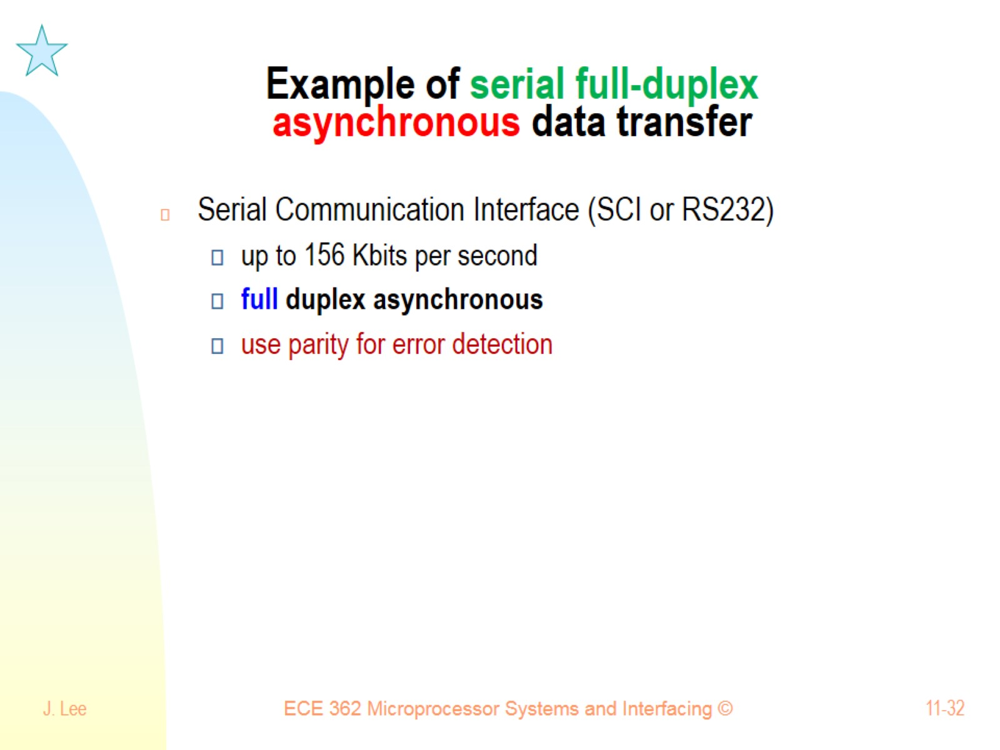 Example of serial full-duplex
asynchronous data transfer
Serial Communication Interface (SCI or RS232)
up to 156 Kbits per second
full duplex asynchronous
use parity for error detection
J. Lee
ECE 362 Microprocessor Systems and Interfacing ©
11-32